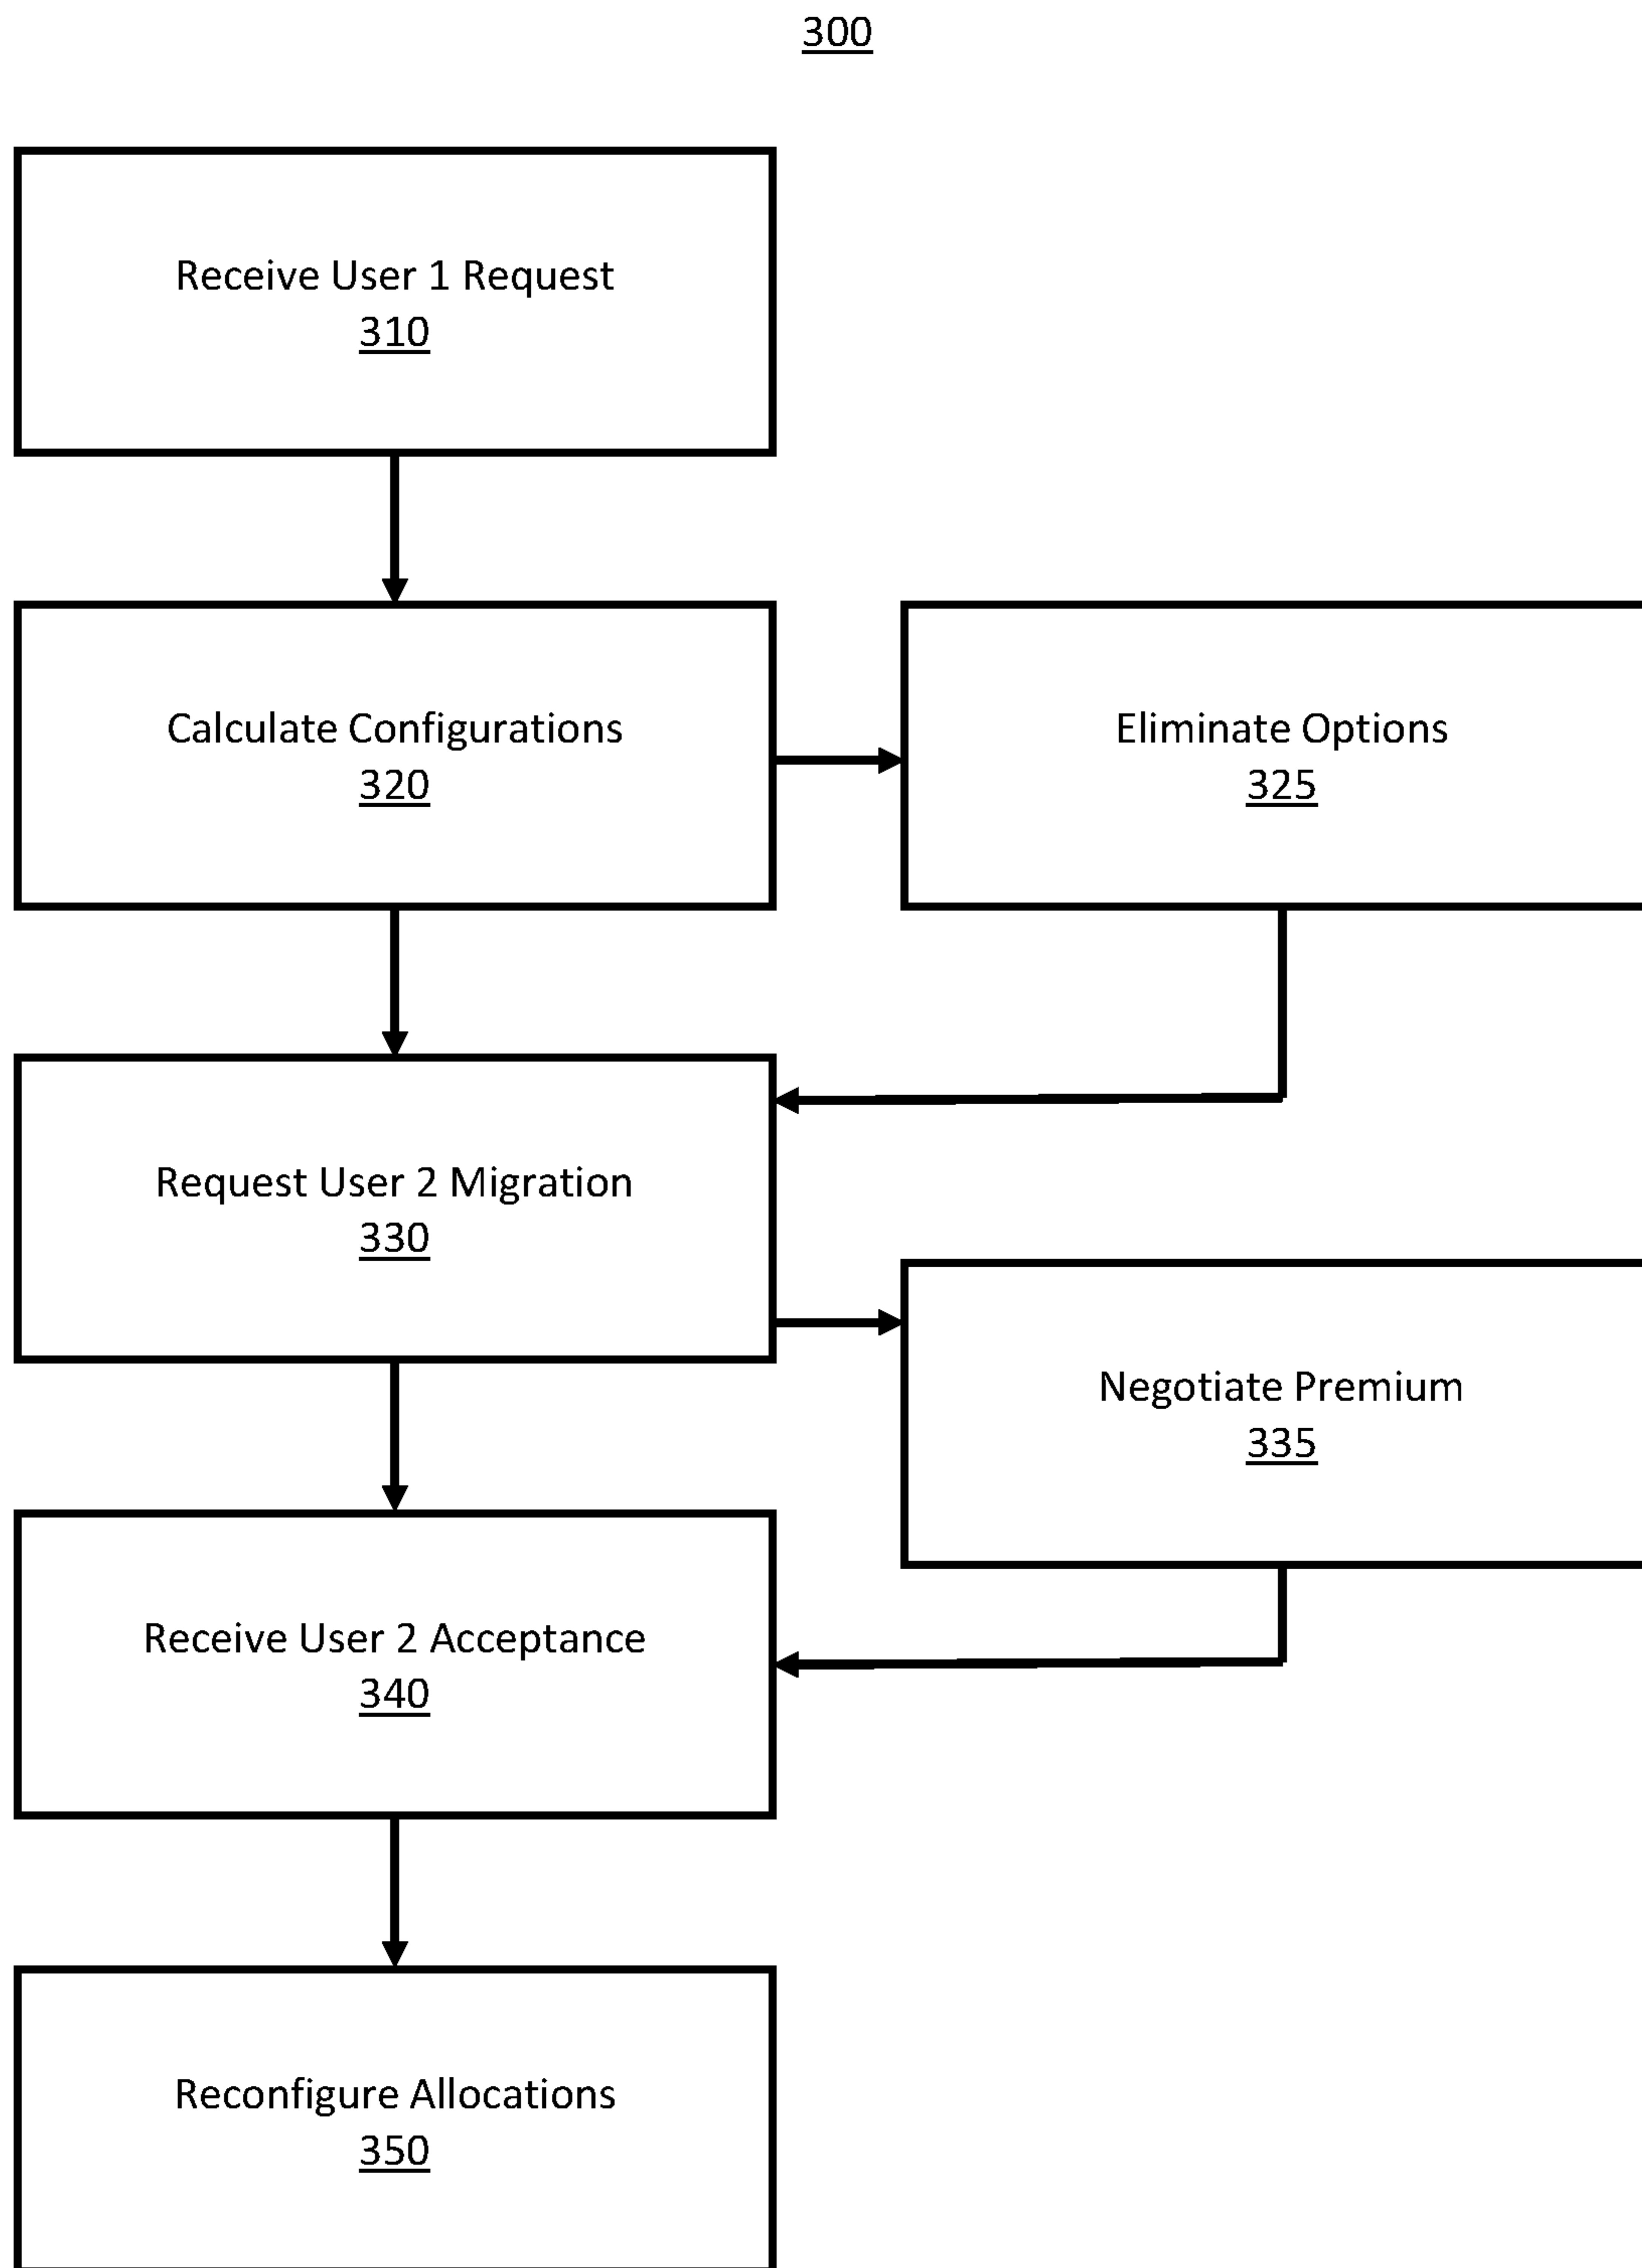 300
Receive User 1 Request
310
Calculate Configurations
320
Eliminate Options
325
Request User 2 Migration
330
Negotiate Premium
335
Receive User 2 Acceptance
340
Reconfigure Allocations
350